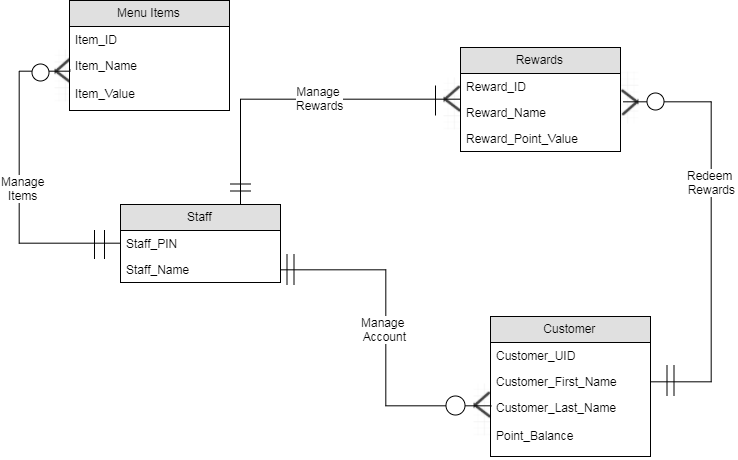 Menu Items
Item_ID
Item_Name
Item_Value
Manage
Items
Manage
Rewards
Rewards
Reward_ID
Reward_Name
Reward_Point_Value
Redeem
Rewards
Staff
Staff_PIN
Staff_Name
Manage
Account
Customer
Customer_UID
Customer_First_Name
Customer_Last_Name
Point_Balance